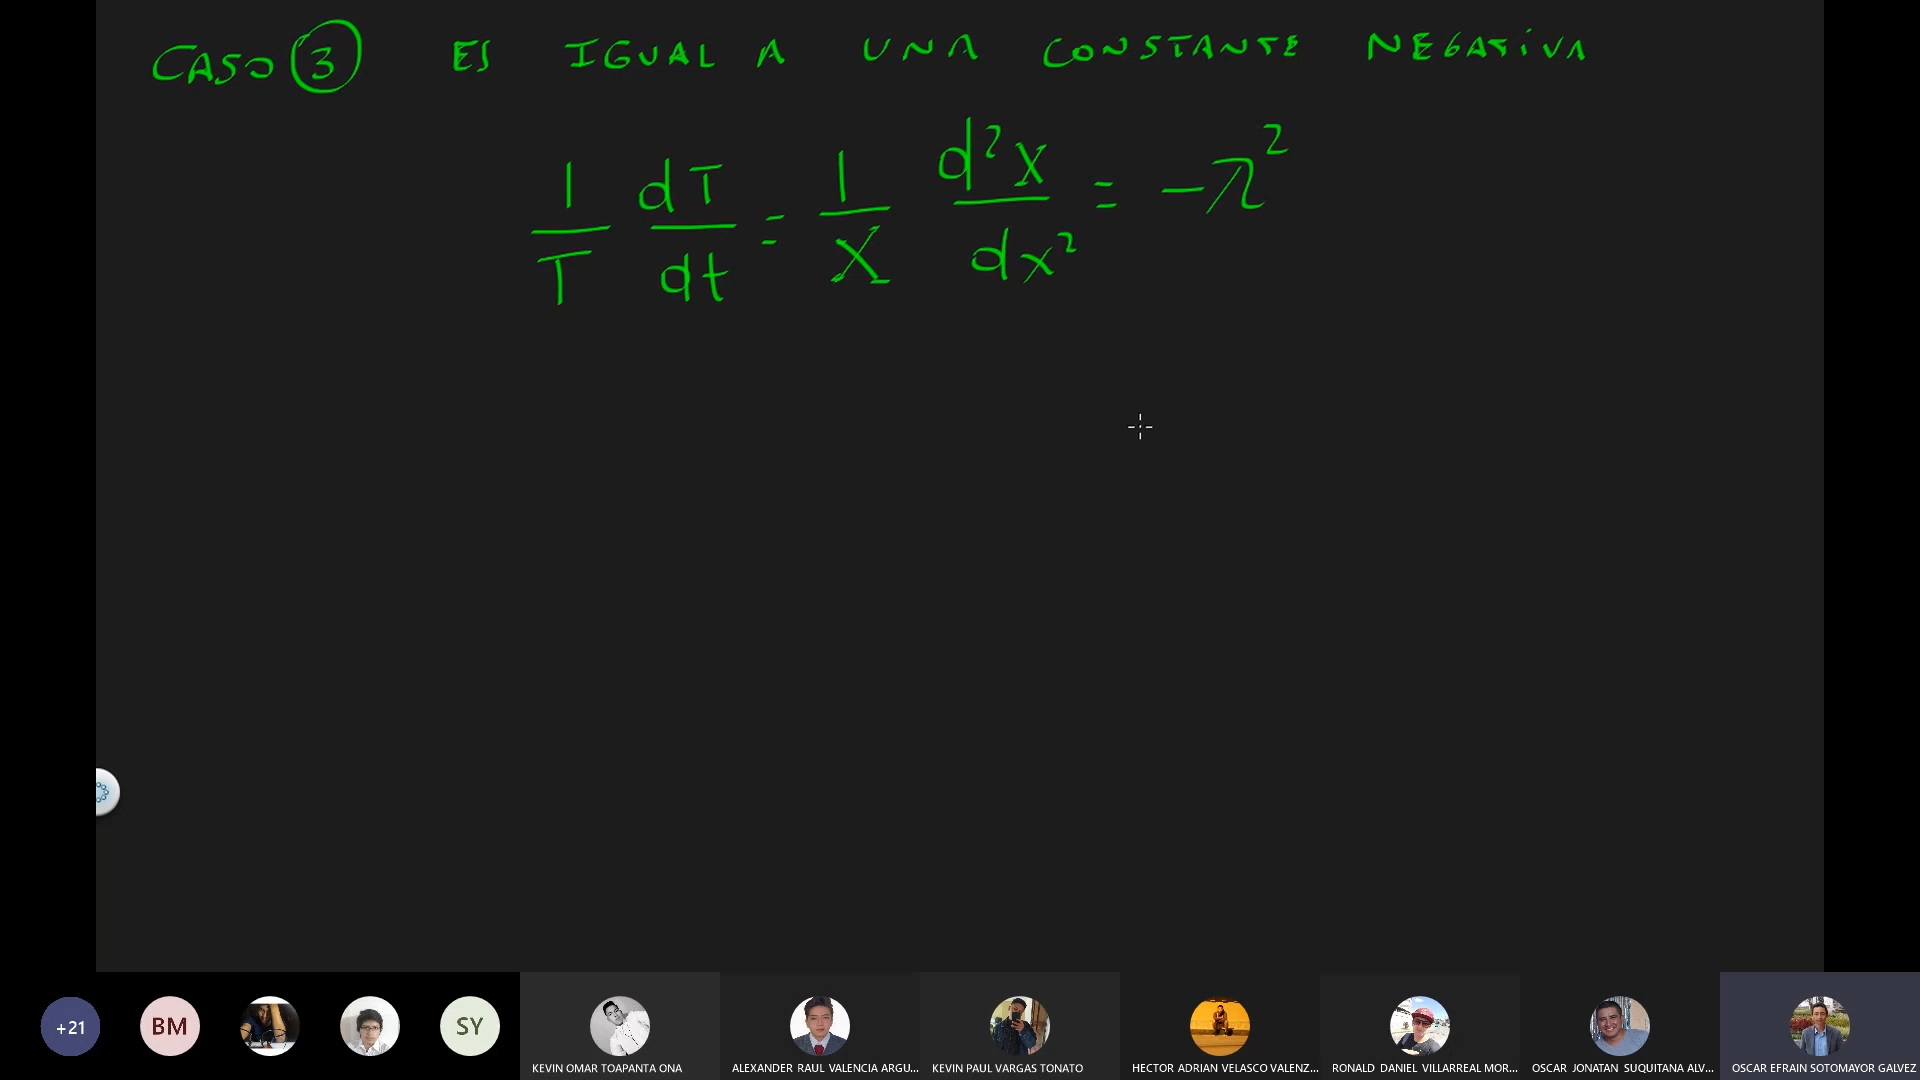 CASO 3 ES IGUAL A UNA CONSTANTE NEGATIVA
1/T dT/dt = 1/X d²X/dx² = -λ²
+21
BM
SY
KEVIN OMAR TOAPANTA ONA
ALEXANDER RAUL VALENCIA ARGU...
KEVIN PAUL VARGAS TONATO
HECTOR ADRIAN VELASCO VALENZ...
RONALD DANIEL VILLARREAL MOR...
OSCAR JONATAN SUQUITANA ALV...
OSCAR EFRAIN SOTOMAYOR GALVEZ